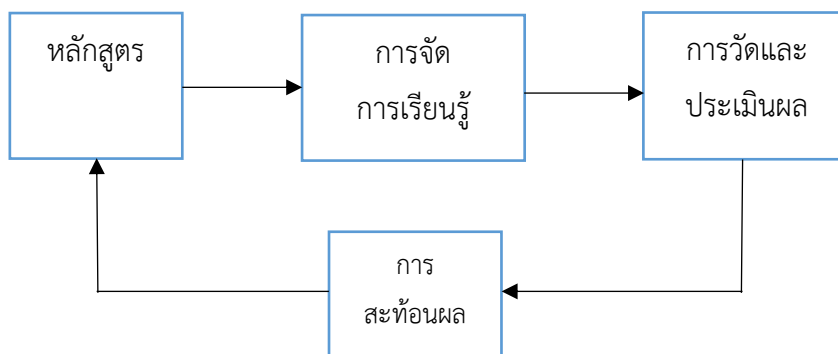 หลักสูตร
การจัด
การเรียนรู้
การวัดและ
ประเมินผล
การ
สะท้อนผล